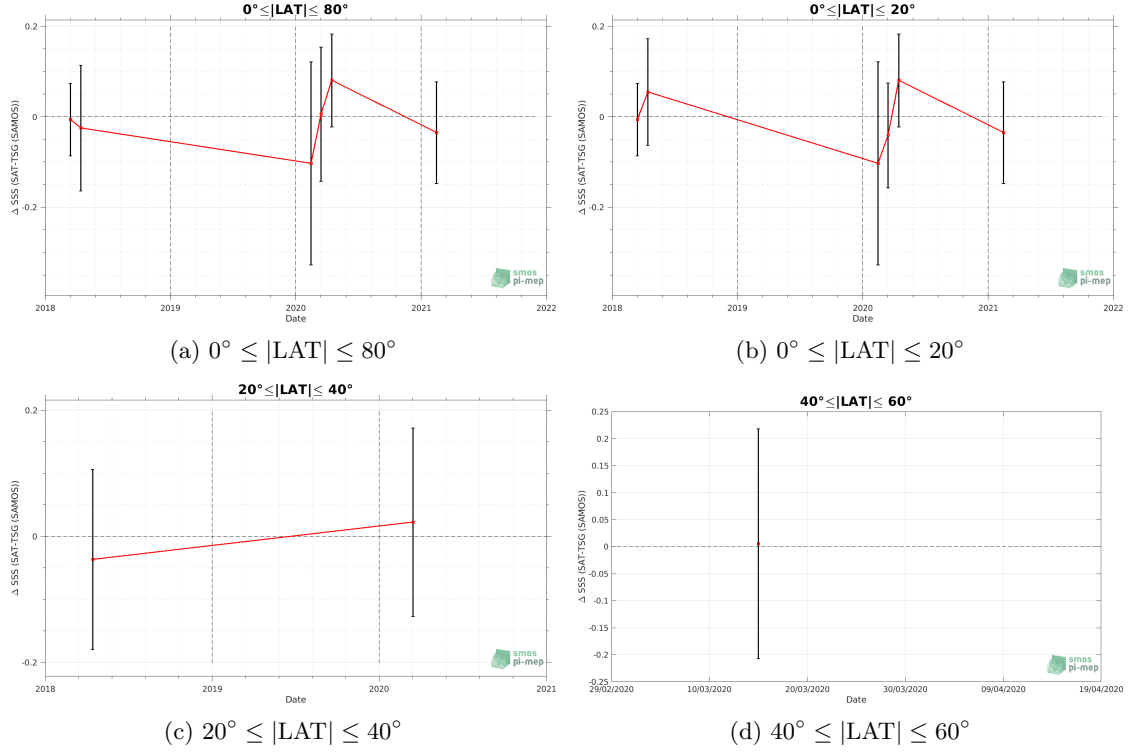 0°≤|LAT|≤ 80°
0.2
0
-0.2
Δ SSS (SAT-TSG (SAMOS))
2018 2019 2020 2021 2022
Date
smos
pi-mep
(a) 0° ≤ |LAT| ≤ 80°
0°≤|LAT|≤ 20°
0.2
0
-0.2
Δ SSS (SAT-TSG (SAMOS))
2018 2019 2020 2021 2022
Date
smos
pi-mep
(b) 0° ≤ |LAT| ≤ 20°
20°≤|LAT|≤ 40°
0.2
0
-0.2
Δ SSS (SAT-TSG (SAMOS))
2018 2019 2020 2021
Date
smos
pi-mep
(c) 20° ≤ |LAT| ≤ 40°
40°≤|LAT|≤ 60°
0.25
0.2
0.15
0.1
0.05
0
-0.05
-0.1
-0.15
-0.2
-0.25
Δ SSS (SAT-TSG (SAMOS))
29/02/2020 10/03/2020 20/03/2020 30/03/2020 09/04/2020 19/04/2020
Date
smos
pi-mep
(d) 40° ≤ |LAT| ≤ 60°